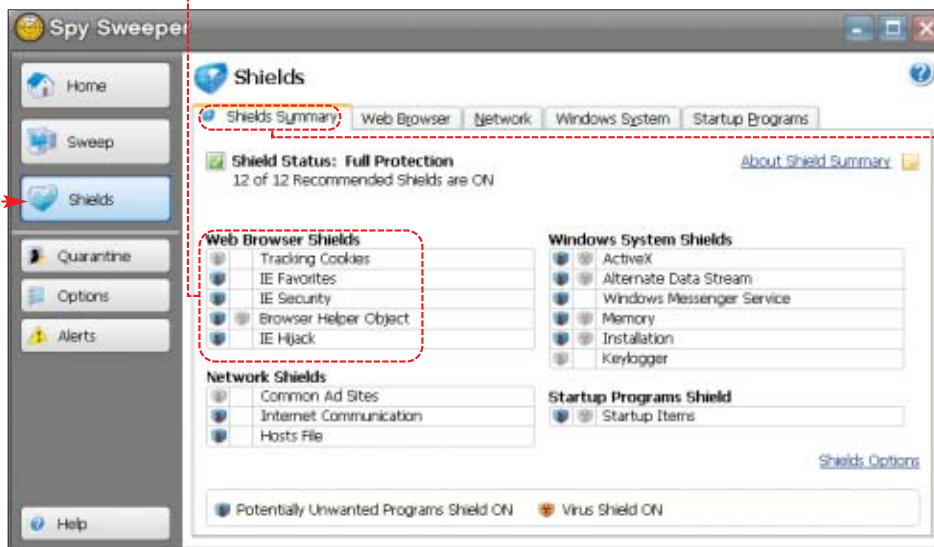 Spy Sweeper
Home
Sweep
Shields
Quarantine
Options
Alerts
Help
Shields
Shields Summary
Web Browser
Network
Windows System
Startup Programs
Shield Status: Full Protection
12 of 12 Recommended Shields are ON
About Shield Summary
Web Browser Shields
Tracking Cookies
IE Favorites
IE Security
Browser Helper Object
IE Hijack
Network Shields
Common Ad Sites
Internet Communication
Hosts File
Windows System Shields
ActiveX
Alternate Data Stream
Windows Messenger Service
Memory
Installation
Keylogger
Startup Programs Shield
Startup Items
Shields Options
Potentially Unwanted Programs Shield ON
Virus Shield ON